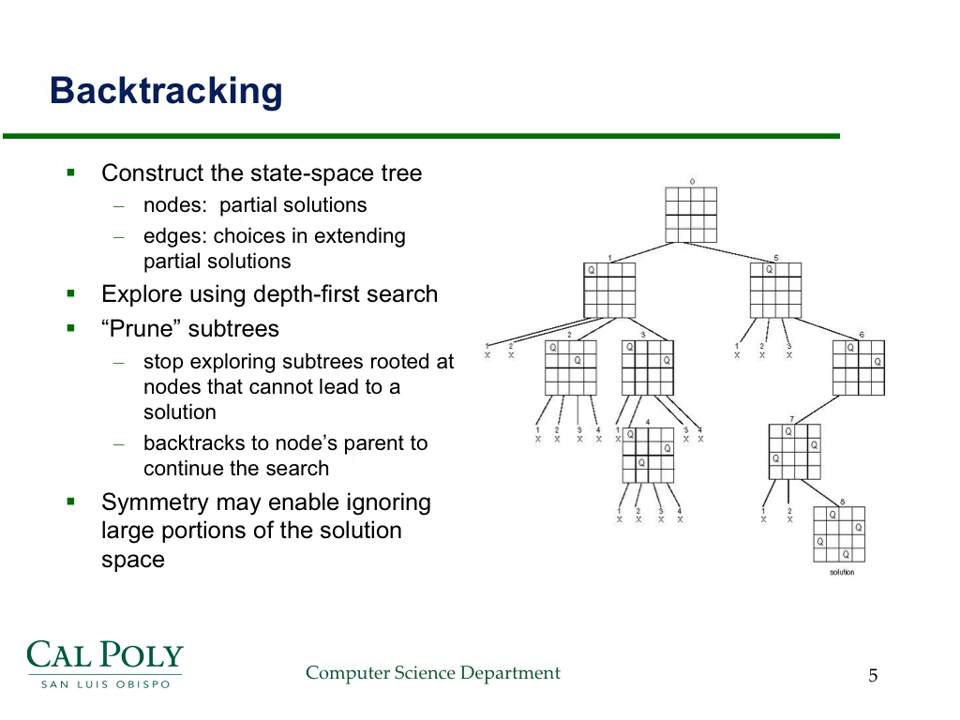 Backtracking
▪ Construct the state-space tree
– nodes: partial solutions
– edges: choices in extending
partial solutions
▪ Explore using depth-first search
▪ “Prune” subtrees
– stop exploring subtrees rooted at
nodes that cannot lead to a
solution
– backtracks to node’s parent to
continue the search
▪ Symmetry may enable ignoring
large portions of the solution
space
0
1 5
Q Q
2 3 6
1 2 1 2 3
X X X X X
Q Q Q
Q Q Q
4 7
1 2 3 4 1 3 4
X X X X X X X
Q Q
Q Q
Q Q
8
1 2 3 4 1 2
X X X X X X
Q
Q
Q
Q
solution
CAL POLY
SAN LUIS OBISPO
Computer Science Department
5